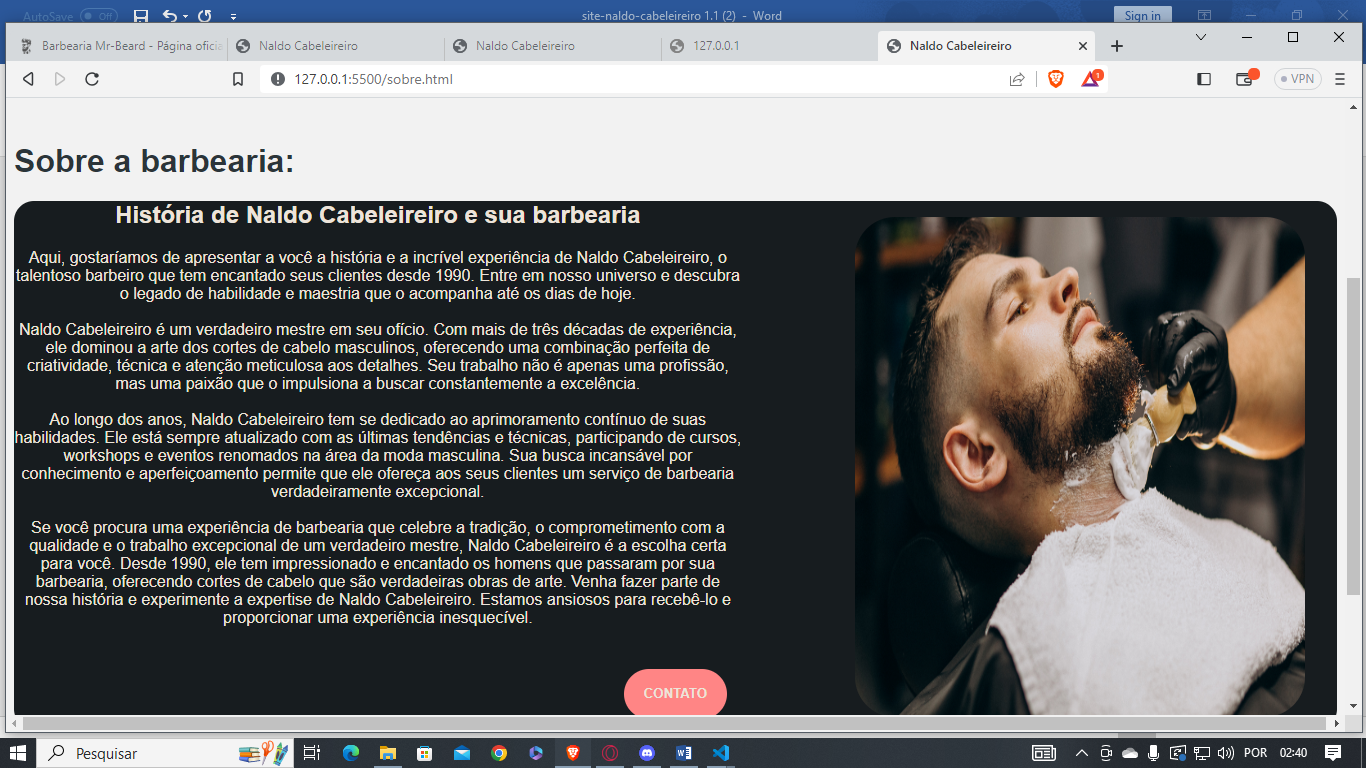 AutoSave Off
site-naldo-cabeleireiro 1.1 (2) - Word
Sign in
Barbearia Mr-Beard - Página oficia
Naldo Cabeleireiro
Naldo Cabeleireiro
127.0.0.1
Naldo Cabeleireiro
127.0.0.1:5500/sobre.html
1
VPN
Sobre a barbearia:
História de Naldo Cabeleireiro e sua barbearia
Aqui, gostaríamos de apresentar a você a história e a incrível experiência de Naldo Cabeleireiro, o
talentoso barbeiro que tem encantado seus clientes desde 1990. Entre em nosso universo e descubra
o legado de habilidade e maestria que o acompanha até os dias de hoje.
Naldo Cabeleireiro é um verdadeiro mestre em seu ofício. Com mais de três décadas de experiência,
ele dominou a arte dos cortes de cabelo masculinos, oferecendo uma combinação perfeita de
criatividade, técnica e atenção meticulosa aos detalhes. Seu trabalho não é apenas uma profissão,
mas uma paixão que o impulsiona a buscar constantemente a excelência.
Ao longo dos anos, Naldo Cabeleireiro tem se dedicado ao aprimoramento contínuo de suas
habilidades. Ele está sempre atualizado com as últimas tendências e técnicas, participando de cursos,
workshops e eventos renomados na área da moda masculina. Sua busca incansável por
conhecimento e aperfeiçoamento permite que ele ofereça aos seus clientes um serviço de barbearia
verdadeiramente excepcional.
Se você procura uma experiência de barbearia que celebre a tradição, o comprometimento com a
qualidade e o trabalho excepcional de um verdadeiro mestre, Naldo Cabeleireiro é a escolha certa
para você. Desde 1990, ele tem impressionado e encantado os homens que passaram por sua
barbearia, oferecendo cortes de cabelo que são verdadeiras obras de arte. Venha fazer parte de
nossa história e experimente a expertise de Naldo Cabeleireiro. Estamos ansiosos para recebê-lo e
proporcionar uma experiência inesquecível.
CONTATO
Pesquisar
POR
02:40